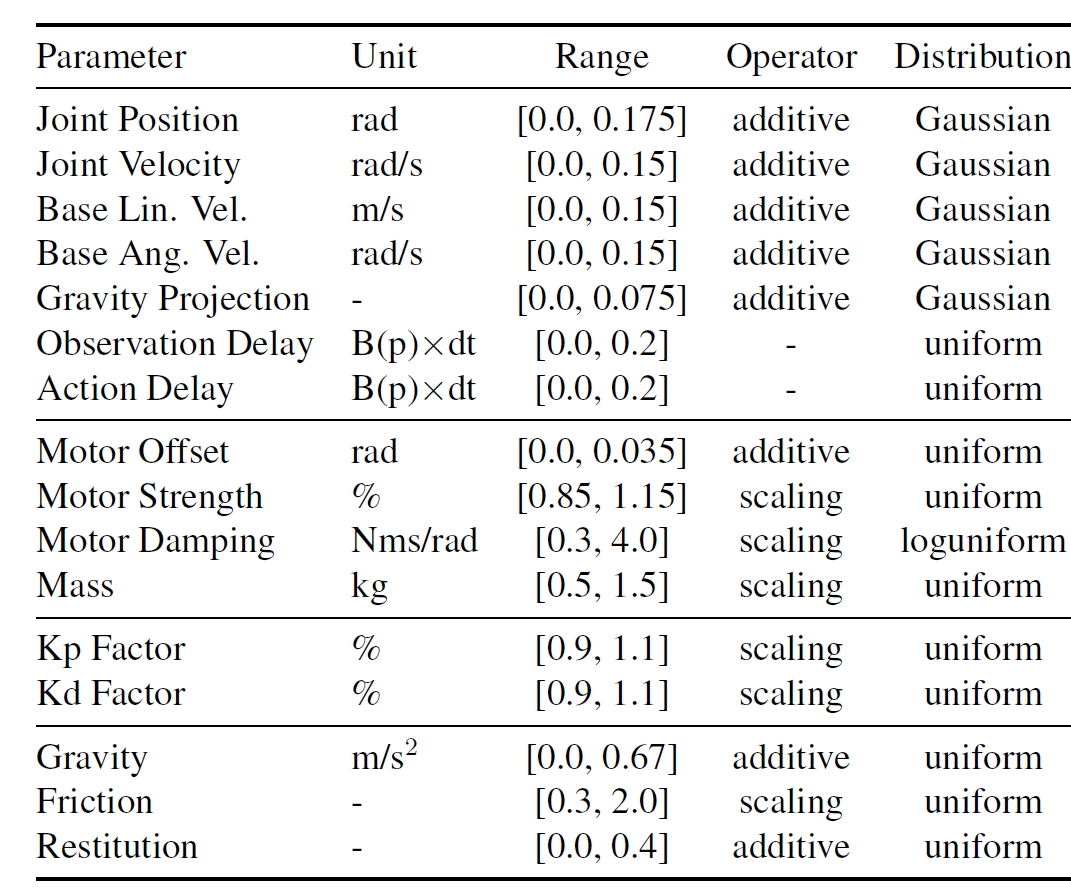 Parameter Unit Range Operator Distribution
Joint Position rad [0.0, 0.175] additive Gaussian
Joint Velocity rad/s [0.0, 0.15] additive Gaussian
Base Lin. Vel. m/s [0.0, 0.15] additive Gaussian
Base Ang. Vel. rad/s [0.0, 0.15] additive Gaussian
Gravity Projection - [0.0, 0.075] additive Gaussian
Observation Delay B(p)×dt [0.0, 0.2] - uniform
Action Delay B(p)×dt [0.0, 0.2] - uniform
Motor Offset rad [0.0, 0.035] additive uniform
Motor Strength % [0.85, 1.15] scaling uniform
Motor Damping Nms/rad [0.3, 4.0] scaling loguniform
Mass kg [0.5, 1.5] scaling uniform
Kp Factor % [0.9, 1.1] scaling uniform
Kd Factor % [0.9, 1.1] scaling uniform
Gravity m/s² [0.0, 0.67] additive uniform
Friction - [0.3, 2.0] scaling uniform
Restitution - [0.0, 0.4] additive uniform